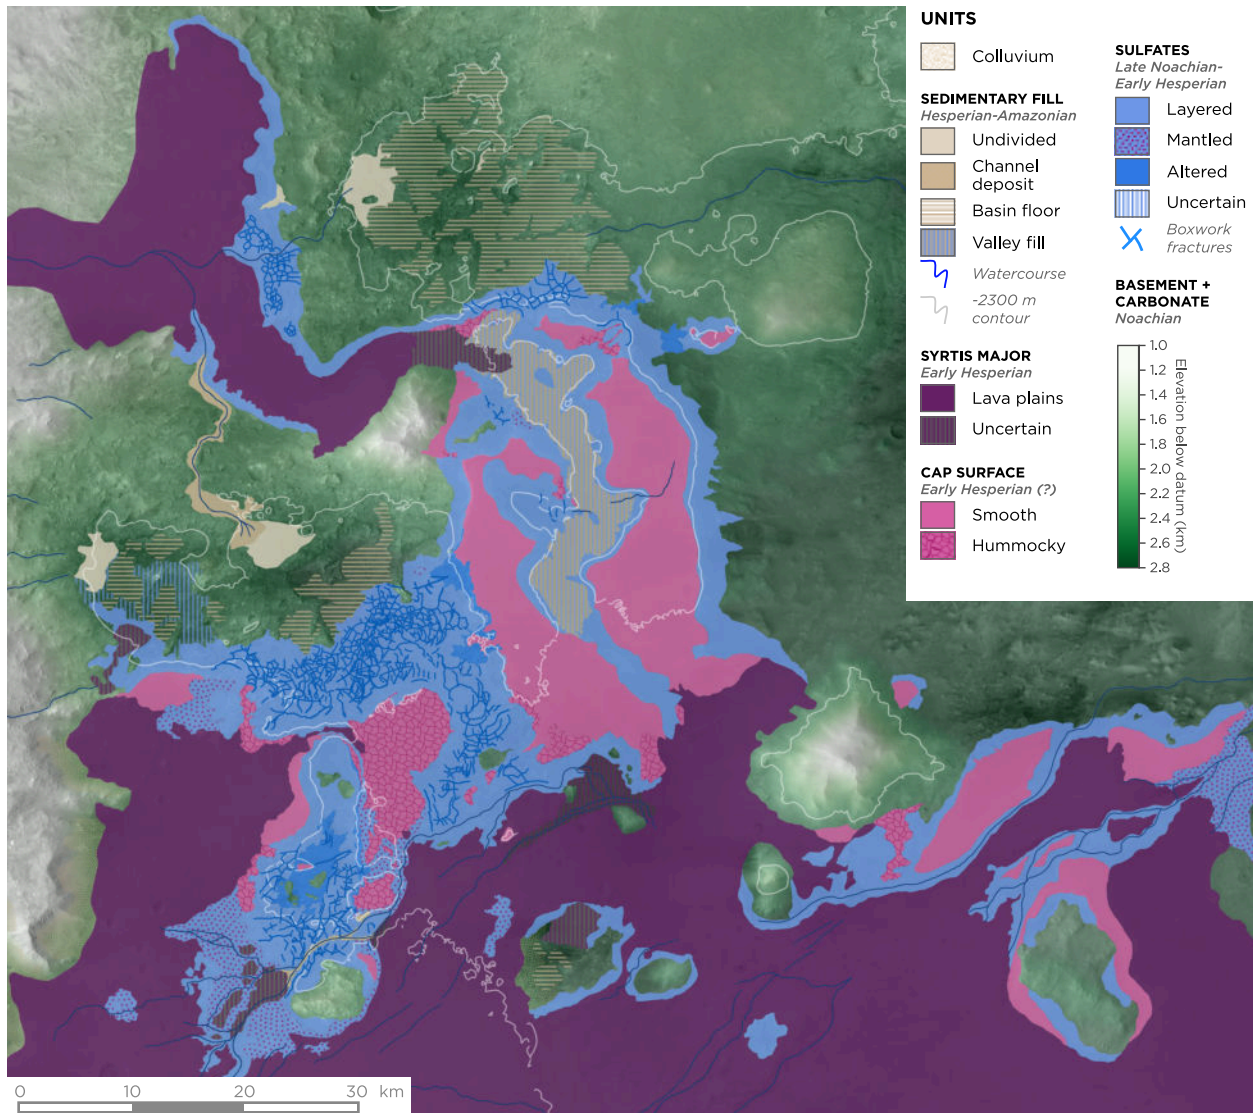 UNITS
Colluvium
SEDIMENTARY FILL
Hesperian-Amazonian
Undivided
Channel
deposit
Basin floor
Valley fill
Watercourse
-2300 m
contour
SYRTIS MAJOR
Early Hesperian
Lava plains
Uncertain
CAP SURFACE
Early Hesperian (?)
Smooth
Hummocky
SULFATES
Late Noachian-
Early Hesperian
Layered
Mantled
Altered
Uncertain
Boxwork
fractures
BASEMENT +
CARBONATE
Noachian
1.0
1.2
1.4
1.6
1.8
2.0
2.2
2.4
2.6
2.8
Elevation below datum (km)
0 10 20 30 km